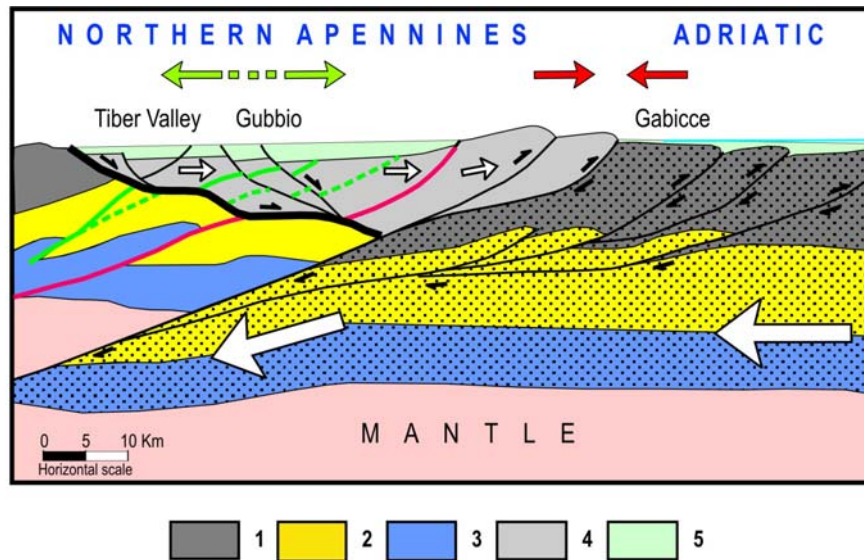 NORTHERN APENNINES ADRIATIC
Tiber Valley Gubbio Gabicce
MANTLE
0 5 10 Km
Horizontal scale
1 2 3 4 5